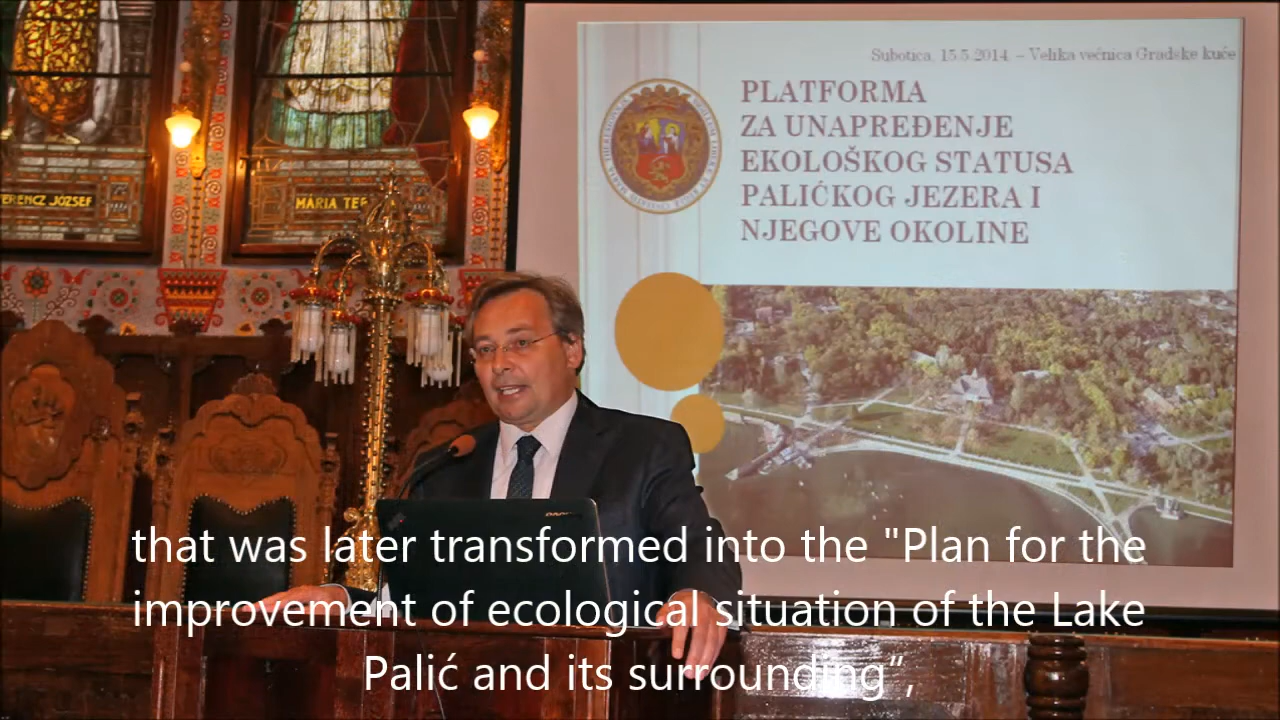 Subotica, 15.5.2014. – Velika većnica Gradske kuće
PLATFORMA
ZA UNAPREĐENJE
EKOLOŠKOG STATUSA
PALIĆKOG JEZERA I
NJEGOVE OKOLINE
FERENCZ JÓZSEF
MÁRIA
that was later transformed into the "Plan for the
improvement of ecological situation of the Lake
Palić and its surrounding”,